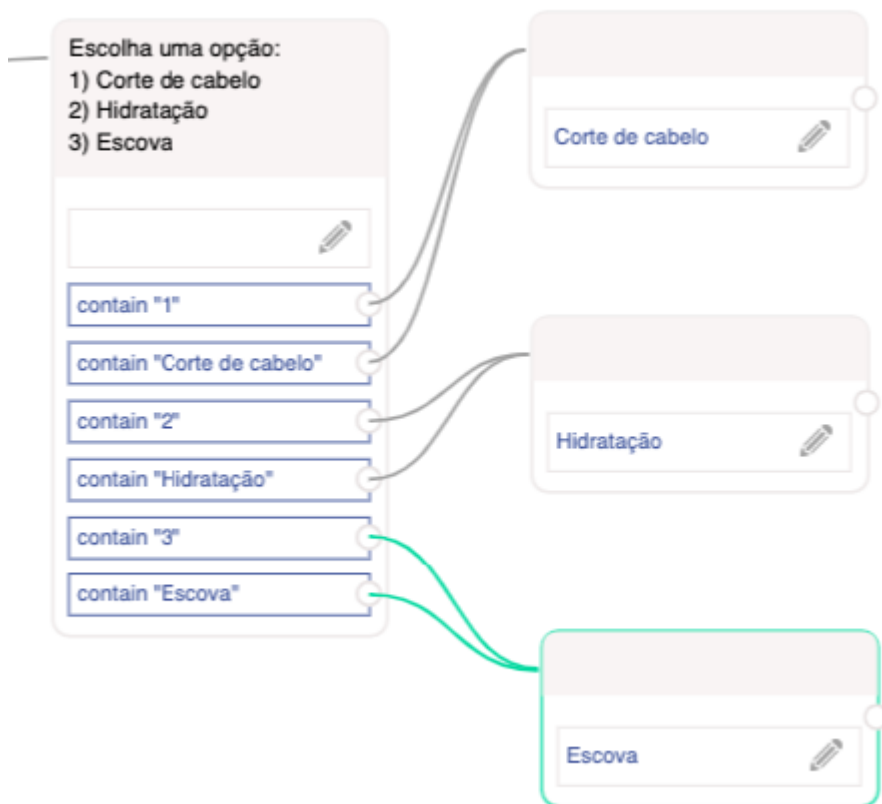 Escolha uma opção:
1) Corte de cabelo
2) Hidratação
3) Escova
contain "1"
contain "Corte de cabelo"
contain "2"
contain "Hidratação"
contain "3"
contain "Escova"
Corte de cabelo
Hidratação
Escova